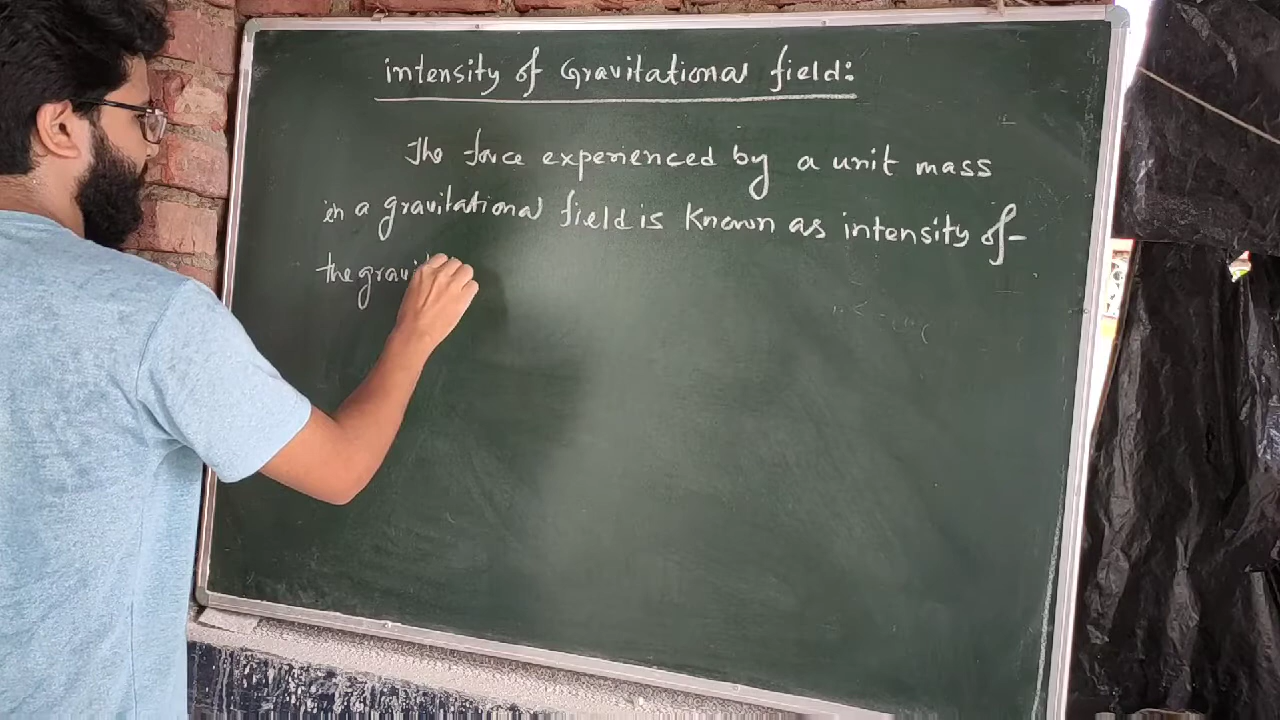 intensity of Gravitational field:
The force experienced by a unit mass
in a gravitational field is known as intensity of
the gravit